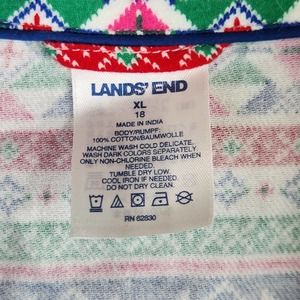 LANDS' END
XL
18
MADE IN INDIA
BODY/RUMPF:
100% COTTON/BAUMWOLLE
MACHINE WASH COLD DELICATE.
WASH DARK COLORS SEPARATELY.
ONLY NON-CHLORINE BLEACH WHEN
NEEDED.
TUMBLE DRY LOW.
COOL IRON IF NEEDED.
DO NOT DRY CLEAN.
RN 62830